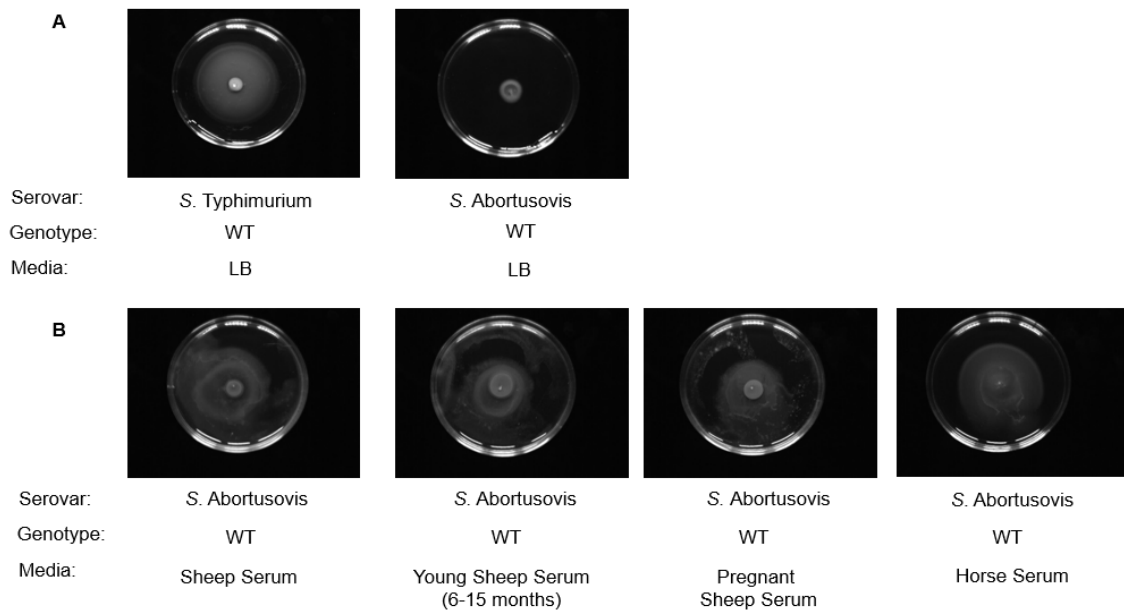 A
Serovar: S. Typhimurium S. Abortusovis
Genotype: WT WT
Media: LB LB
B
Serovar: S. Abortusovis S. Abortusovis S. Abortusovis S. Abortusovis
Genotype: WT WT WT WT
Media: Sheep Serum Young Sheep Serum Pregnant Horse Serum
(6-15 months) Sheep Serum